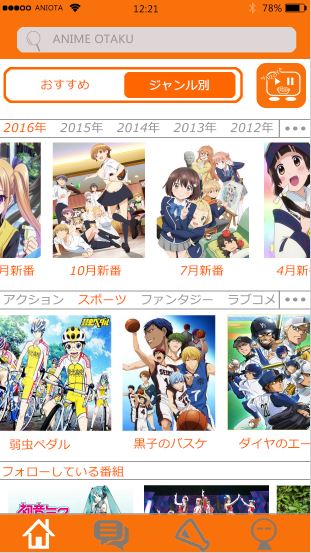 ANIOTA 12:21 78%
ANIME OTAKU
おすすめ ジャンル別
2016年 2015年 2014年 2013年 2012年
月新番 10月新番 7月新番 4月新
アクション スポーツ ファンタジー ラブコメ
弱虫ペダル 黒子のバスケ ダイヤのエー
フォローしている番組
初音ミク